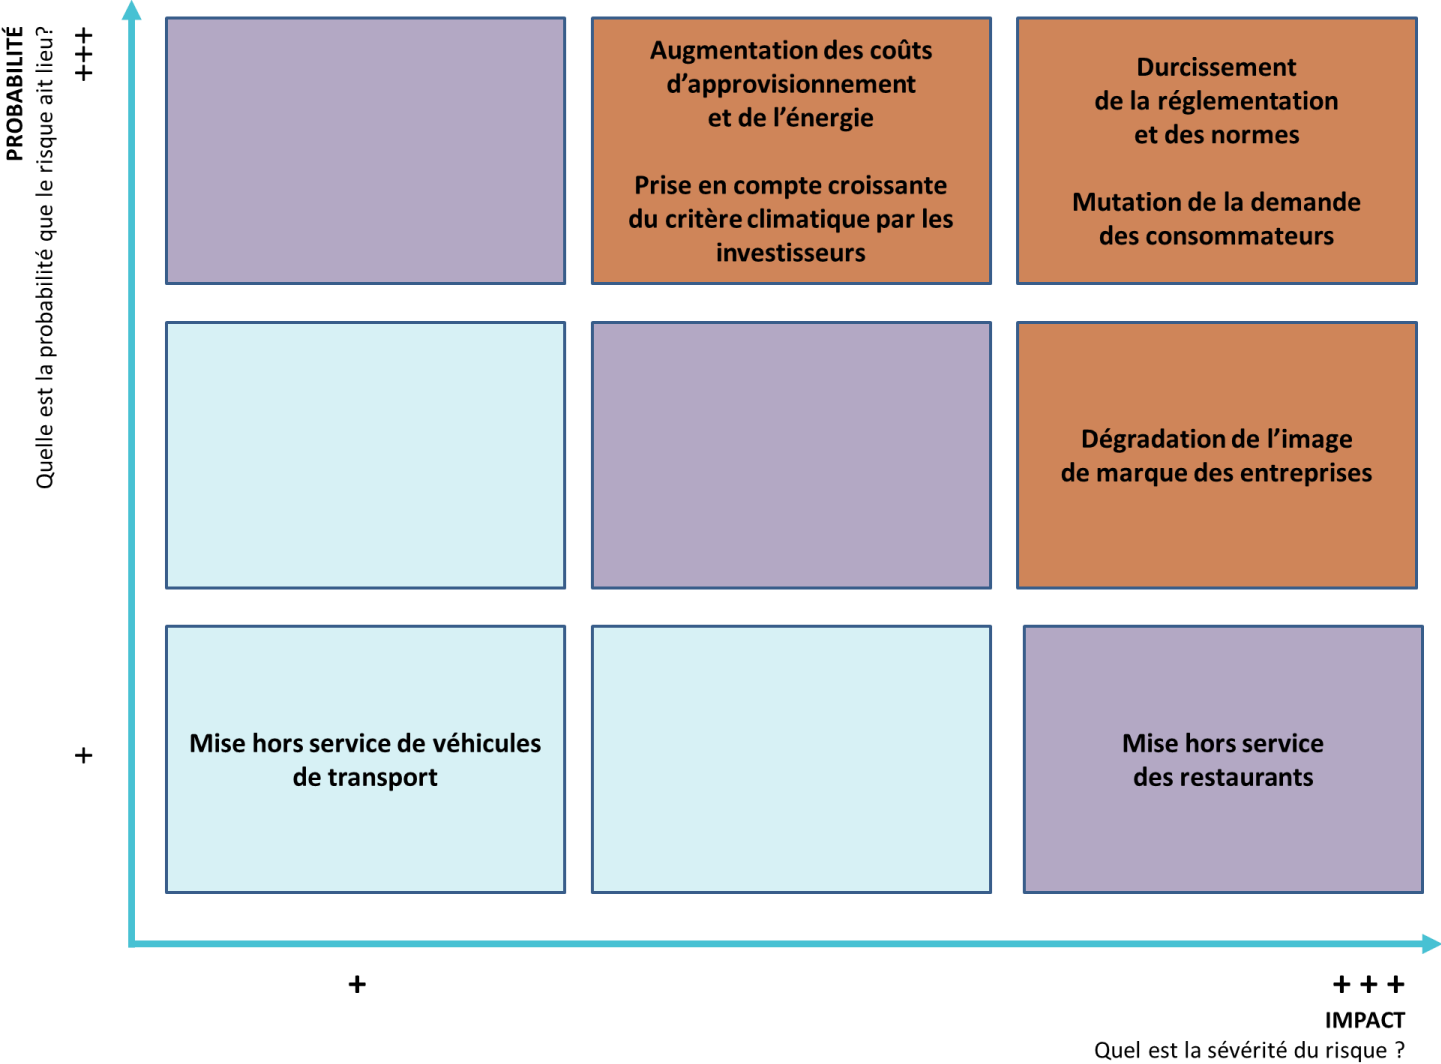 PROBABILITÉ
Quelle est la probabilité que le risque ait lieu?
+++
Augmentation des coûts
d’approvisionnement
et de l’énergie
Prise en compte croissante
du critère climatique par les
investisseurs
Durcissement
de la réglementation
et des normes
Mutation de la demande
des consommateurs
Dégradation de l’image
de marque des entreprises
+
Mise hors service de véhicules
de transport
Mise hors service
des restaurants
+
+ + +
IMPACT
Quel est la sévérité du risque ?